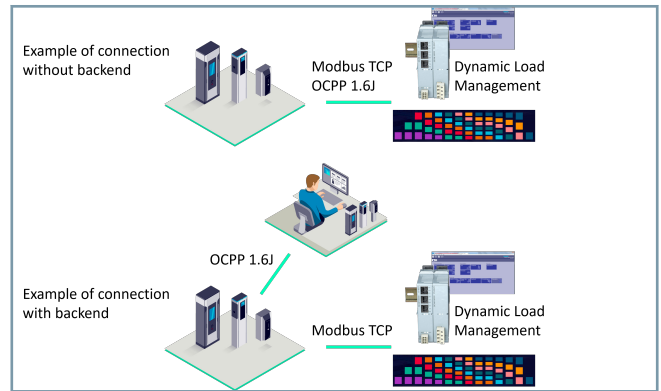 Example of connection
without backend
Modbus TCP
OCPP 1.6J
Dynamic Load
Management
OCPP 1.6J
Example of connection
with backend
Modbus TCP
Dynamic Load
Management